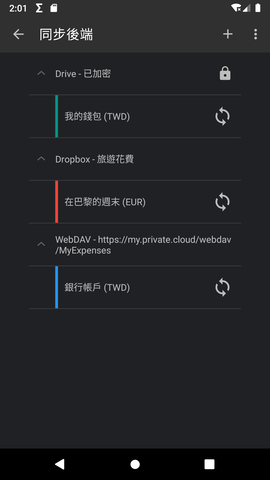 2:01
同步後端
Drive - 已加密
我的錢包 (TWD)
Dropbox - 旅遊花費
在巴黎的週末 (EUR)
WebDAV - https://my.private.cloud/webdav
/MyExpenses
銀行帳戶 (TWD)